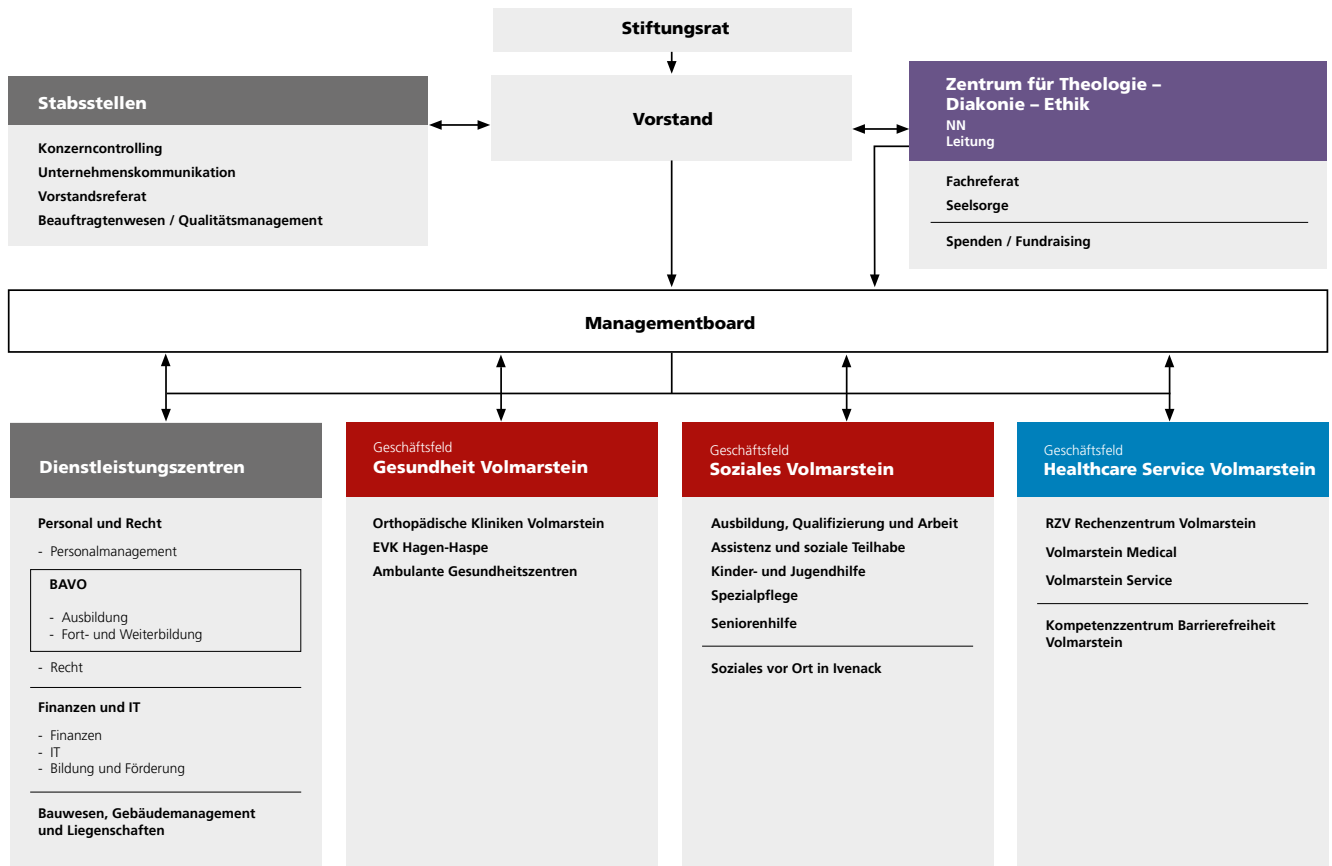 Stiftungsrat
Vorstand
Stabsstellen
Konzerncontrolling
Unternehmenskommunikation
Vorstandsreferat
Beauftragtenwesen / Qualitätsmanagement
Zentrum für Theologie –
Diakonie – Ethik
NN
Leitung
Fachreferat
Seelsorge
Spenden / Fundraising
Managementboard
Dienstleistungszentren
Personal und Recht
- Personalmanagement
BAVO
- Ausbildung
- Fort- und Weiterbildung
- Recht
Finanzen und IT
- Finanzen
- IT
- Bildung und Förderung
Bauwesen, Gebäudemanagement
und Liegenschaften
Geschäftsfeld
Gesundheit Volmarstein
Orthopädische Kliniken Volmarstein
EVK Hagen-Haspe
Ambulante Gesundheitszentren
Geschäftsfeld
Soziales Volmarstein
Ausbildung, Qualifizierung und Arbeit
Assistenz und soziale Teilhabe
Kinder- und Jugendhilfe
Spezialpflege
Seniorenhilfe
Soziales vor Ort in Ivenack
Geschäftsfeld
Healthcare Service Volmarstein
RZV Rechenzentrum Volmarstein
Volmarstein Medical
Volmarstein Service
Kompetenzzentrum Barrierefreiheit
Volmarstein